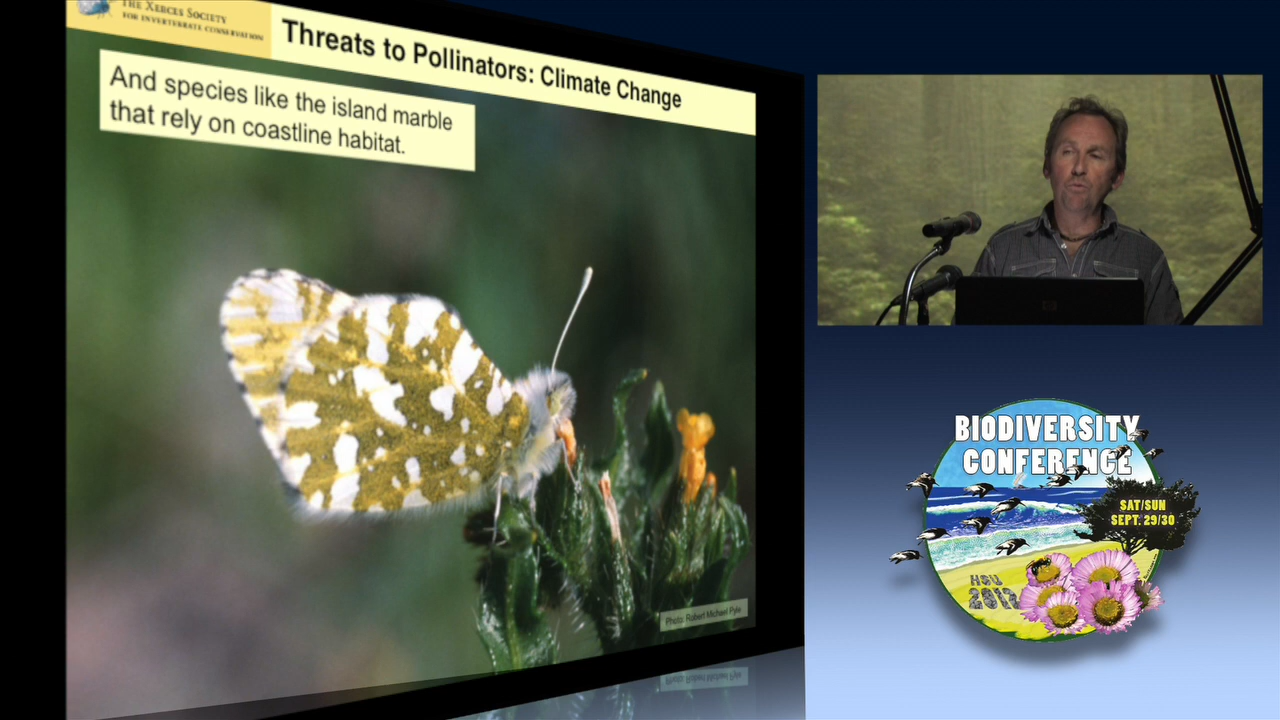 THE XERCES SOCIETY
FOR INVERTEBRATE CONSERVATION
Threats to Pollinators: Climate Change
And species like the island marble
that rely on coastline habitat.
Photo: Robert Michael Pyle
BIODIVERSITY
CONFERENCE
SAT/SUN
SEPT. 29/30
HSU
2012